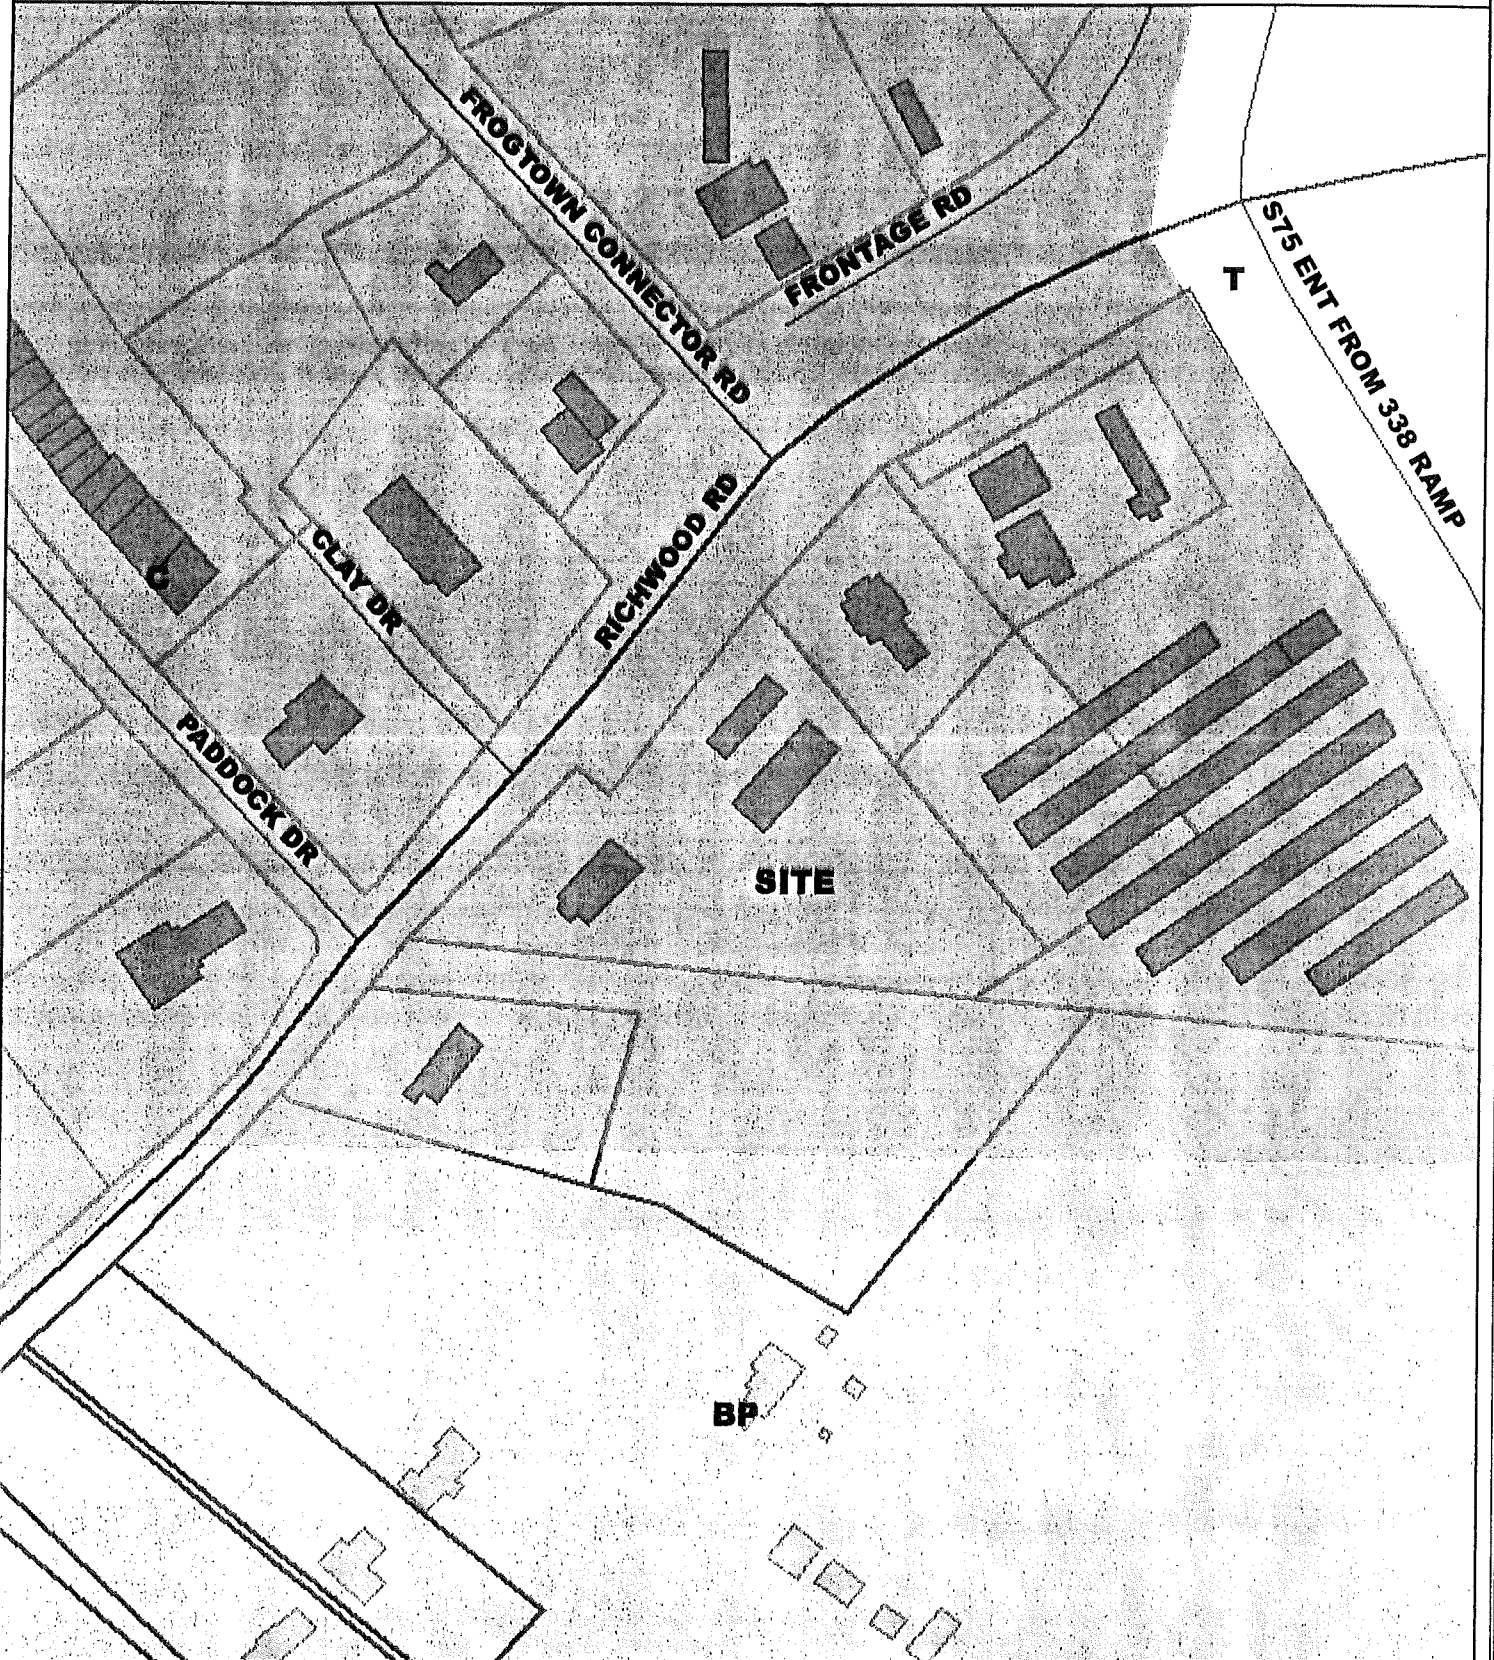 FROGTOWN CONNECTOR RD
FRONTAGE RD
S75 ENT FROM 338 RAMP
T
RICHWOOD RD
CLAY DR
C
PADDOCK DR
SITE
BP